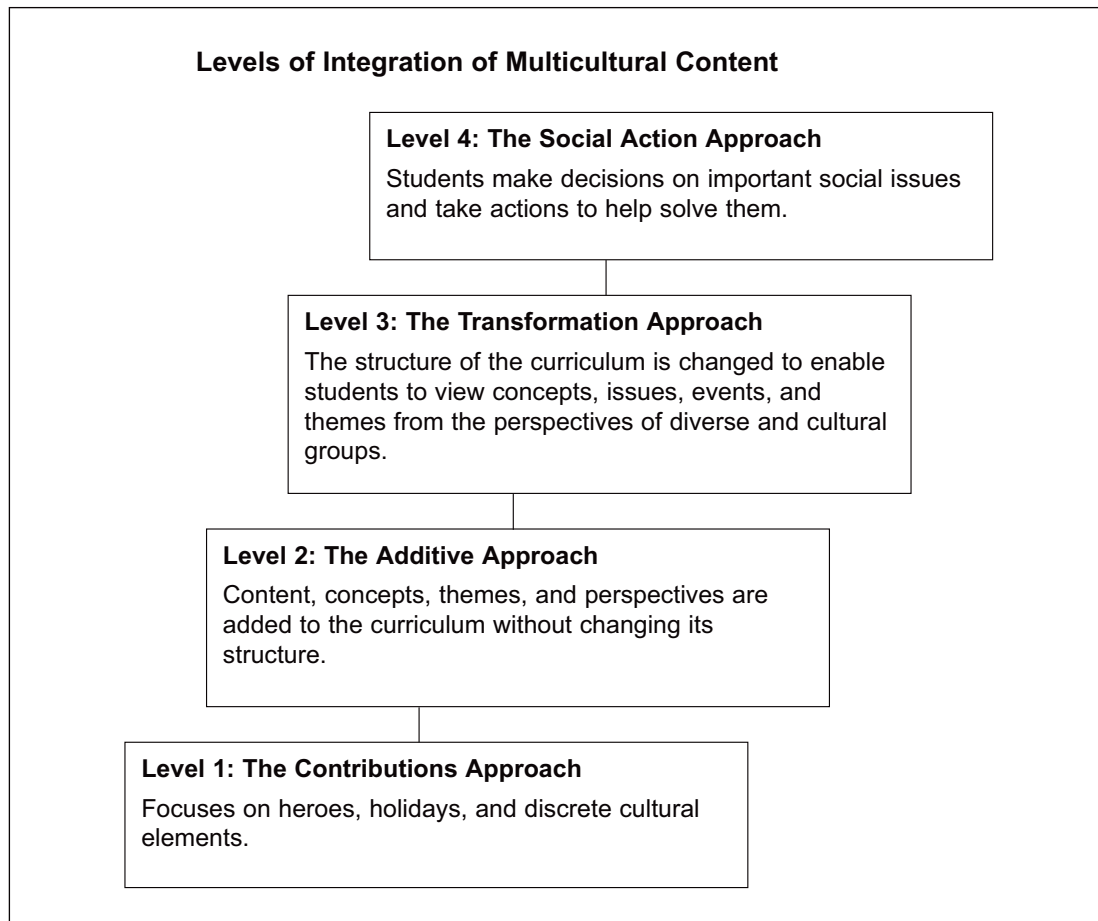 Levels of Integration of Multicultural Content
Level 4: The Social Action Approach
Students make decisions on important social issues
and take actions to help solve them.
Level 3: The Transformation Approach
The structure of the curriculum is changed to enable
students to view concepts, issues, events, and
themes from the perspectives of diverse and cultural
groups.
Level 2: The Additive Approach
Content, concepts, themes, and perspectives are
added to the curriculum without changing its
structure.
Level 1: The Contributions Approach
Focuses on heroes, holidays, and discrete cultural
elements.